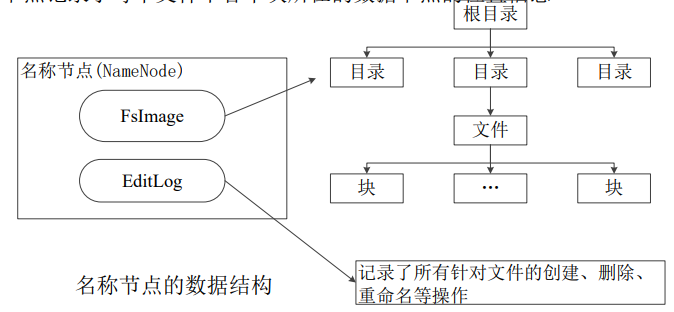 根目录
名称节点(NameNode)
目录
目录
目录
FsImage
文件
EditLog
块
…
块
记录了所有针对文件的创建、删除、
重命名等操作
名称节点的数据结构